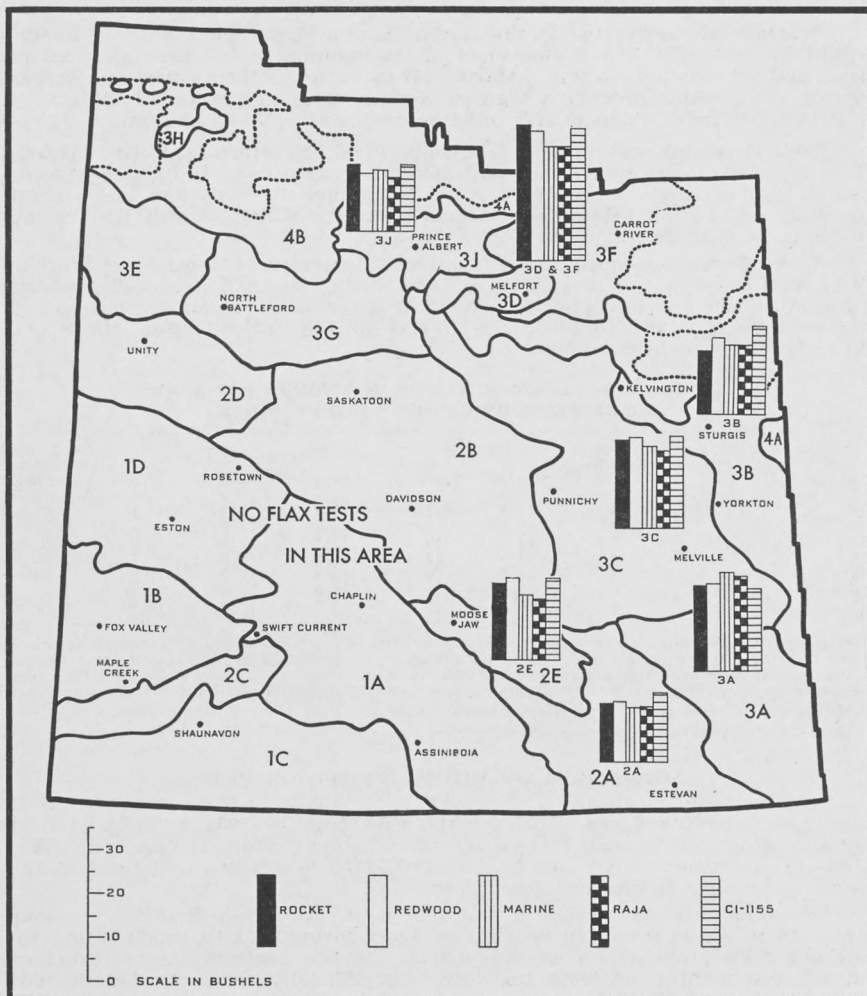 3H
4B
3J
PRINCE
ALBERT
3J
4A
3D & 3F
CARROT
RIVER
3F
MELFORT
3D
3E
NORTH
BATTLEFORD
3G
UNITY
2D
SASKATOON
KELVINGTON
3B
STURGIS
4A
2B
1D
ROSETOWN
3B
NO FLAX TESTS
DAVIDSON
PUNNICHY
YORKTON
ESTON
3C
IN THIS AREA
MELVILLE
3C
CHAPLIN
1B
MOOSE
JAW
FOX VALLEY
SWIFT CURRENT
2E
2E
MAPLE
CREEK
2C
1A
3A
3A
SHAUNAVON
1C
ASSINIPOIA
2A
2A
ESTEVAN
30
20
10
0
SCALE IN BUSHELS
ROCKET
REDWOOD
MARINE
RAJA
CI-1155